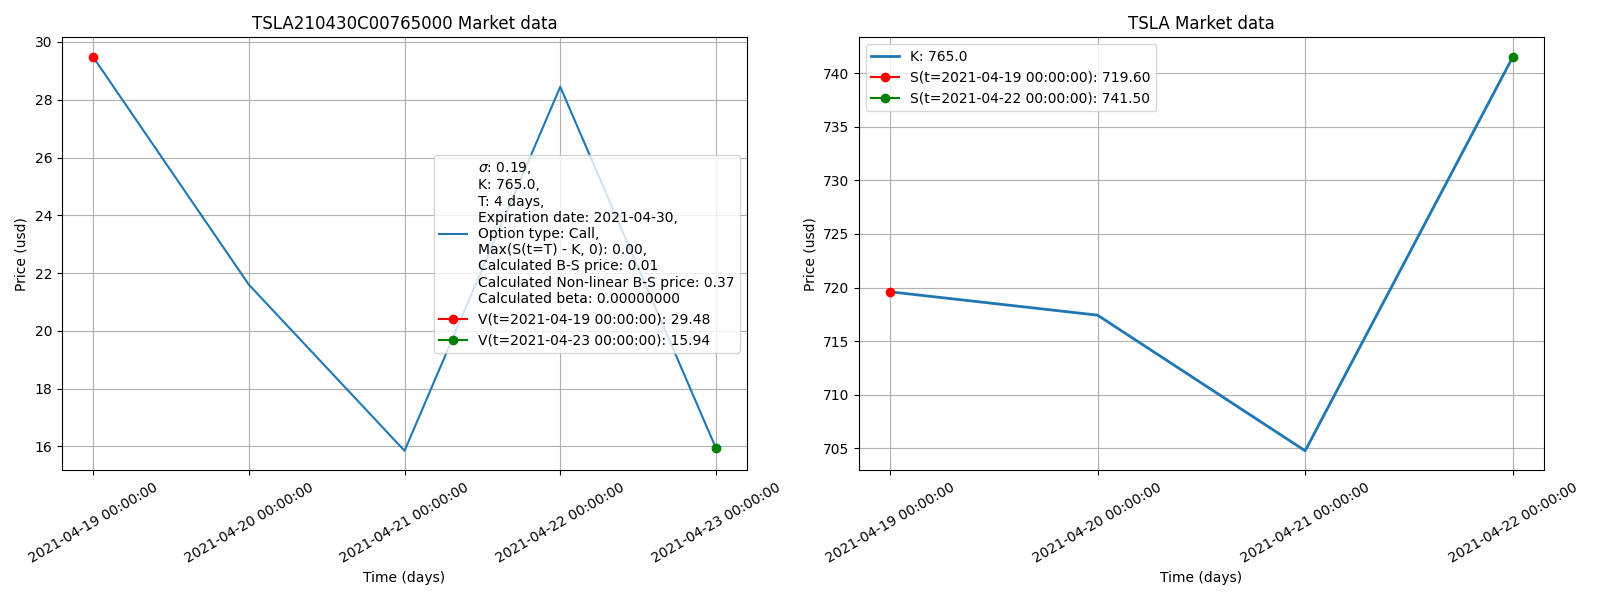 TSLA210430C00765000 Market data
30
28
26
24
22
20
18
16
Price (usd)
σ: 0.19,
K: 765.0,
T: 4 days,
Expiration date: 2021-04-30,
Option type: Call,
Max(S(t=T) - K, 0): 0.00,
Calculated B-S price: 0.01
Calculated Non-linear B-S price: 0.37
Calculated beta: 0.00000000
V(t=2021-04-19 00:00:00): 29.48
V(t=2021-04-23 00:00:00): 15.94
2021-04-19 00:00:00
2021-04-20 00:00:00
2021-04-21 00:00:00
2021-04-22 00:00:00
2021-04-23 00:00:00
Time (days)
TSLA Market data
K: 765.0
S(t=2021-04-19 00:00:00): 719.60
S(t=2021-04-22 00:00:00): 741.50
740
735
730
725
720
715
710
705
Price (usd)
2021-04-19 00:00:00
2021-04-20 00:00:00
2021-04-21 00:00:00
2021-04-22 00:00:00
Time (days)